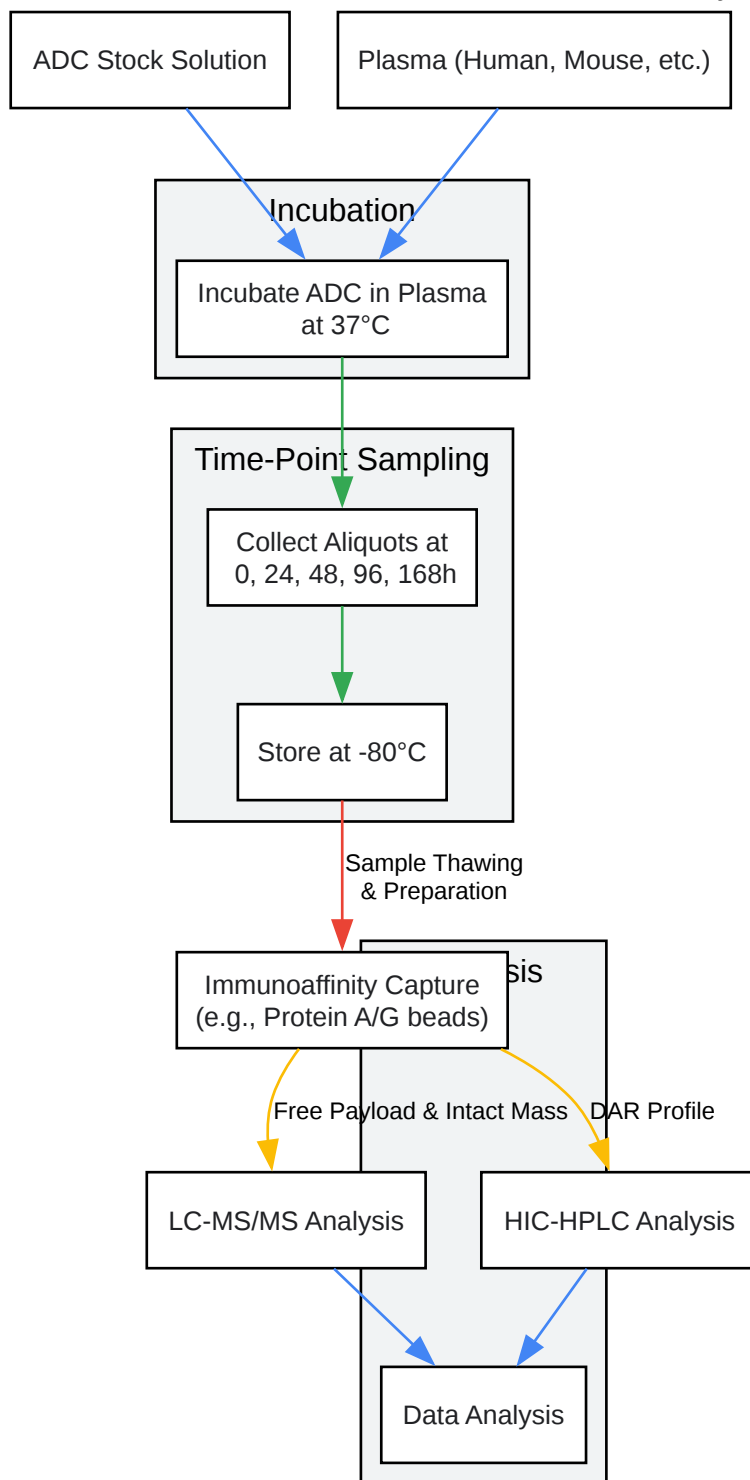 ADC Stock Solution
Plasma (Human, Mouse, etc.)
Incubation
Incubate ADC in Plasma
at 37°C
Time-Point Sampling
Collect Aliquots at
0, 24, 48, 96, 168h
Store at -80°C
Sample Thawing
& Preparation
Immunoaffinity Capture
(e.g., Protein A/G beads)
Free Payload & Intact Mass
DAR Profile
LC-MS/MS Analysis
HIC-HPLC Analysis
Data Analysis